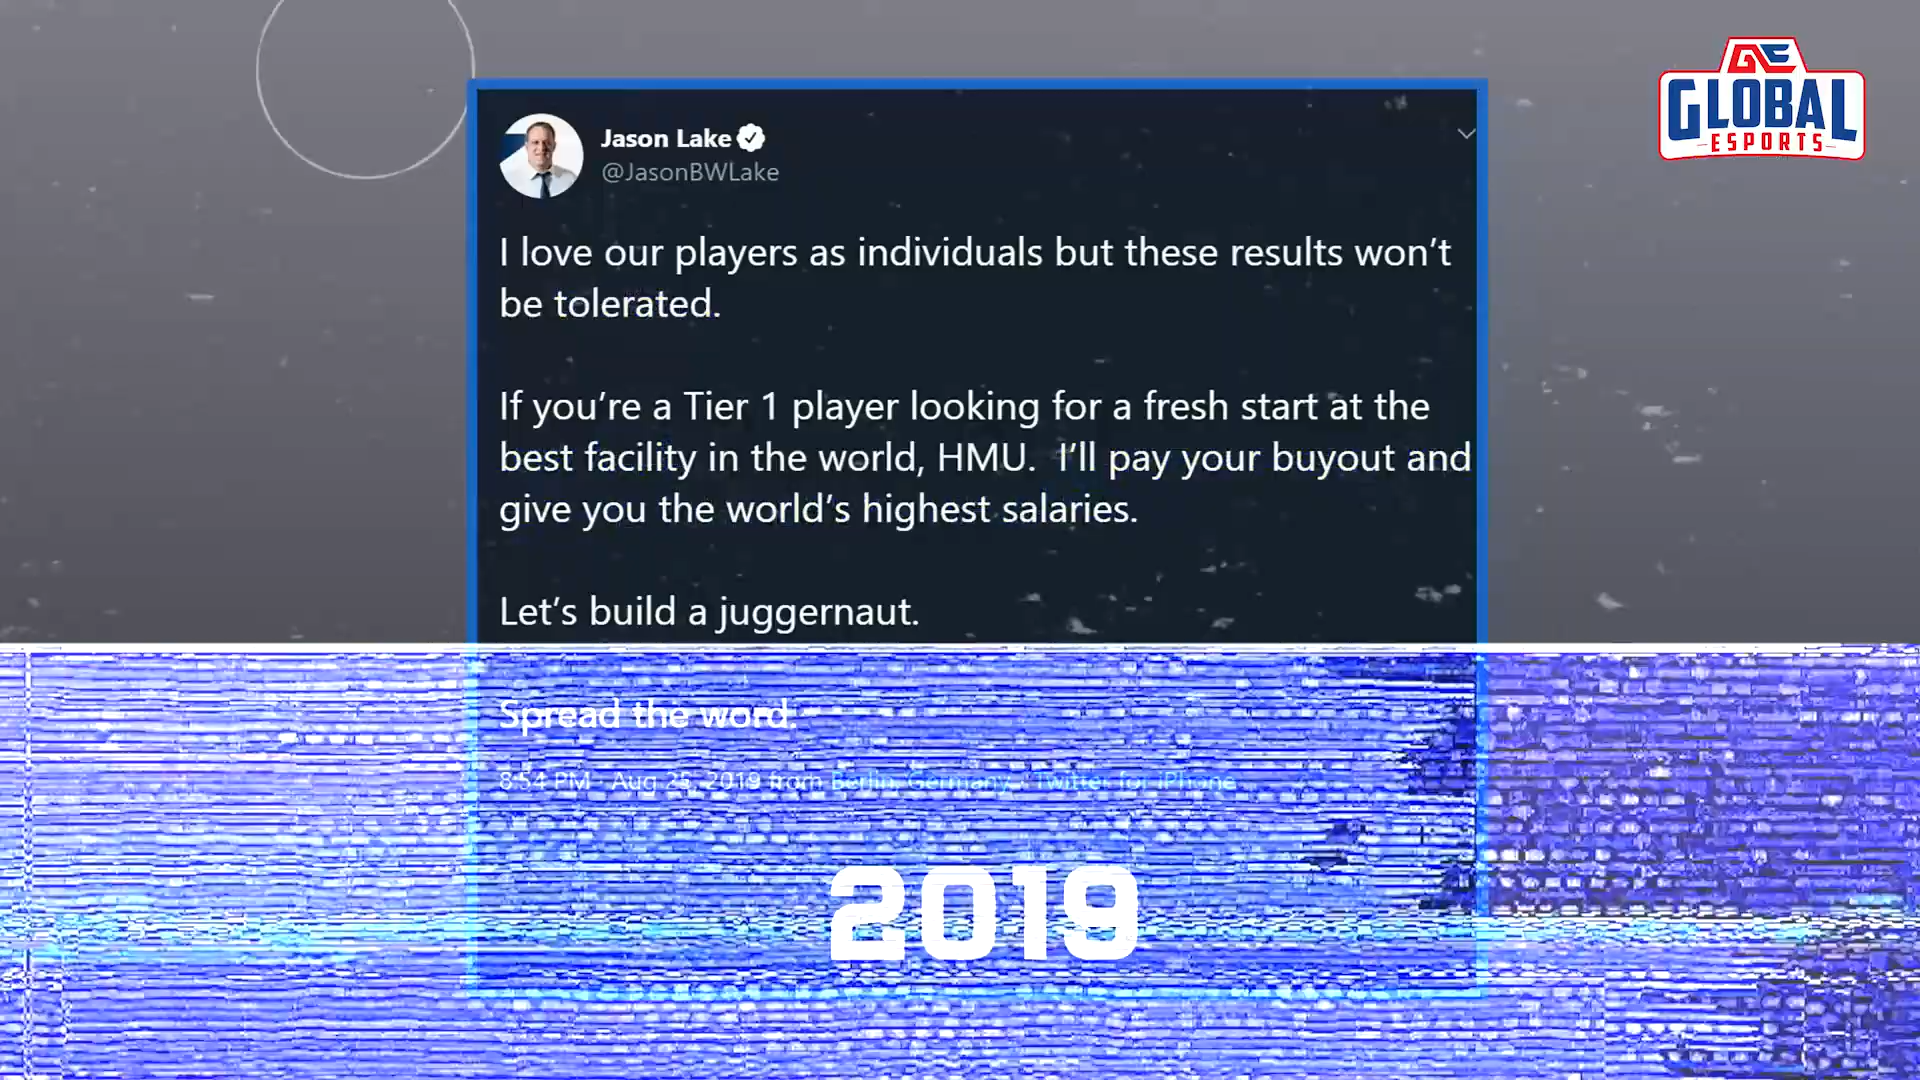 GE
GLOBAL
ESPORTS
Jason Lake
@JasonBWLake
I love our players as individuals but these results won’t
be tolerated.
If you’re a Tier 1 player looking for a fresh start at the
best facility in the world, HMU.  I’ll pay your buyout and
give you the world’s highest salaries.
Let’s build a juggernaut.
Spread the word.
8:54 PM · Aug 25, 2019 from Berlin, Germany · Twitter for iPhone
2019